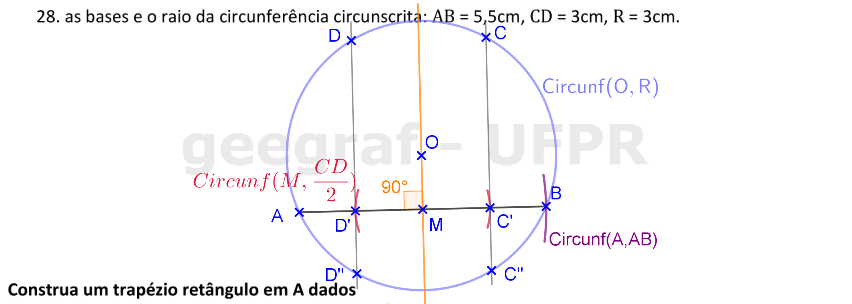 28. as bases e o raio da circunferência circunscrita: AB = 5,5cm, CD = 3cm, R = 3cm.
D
C
Circunf(O, R)
geegraf - UFPR
O
Circunf(M, CD/2)
90°
B
A
D'
M
C'
Circunf(A,AB)
D"
C"
Construa um trapézio retângulo em A dados